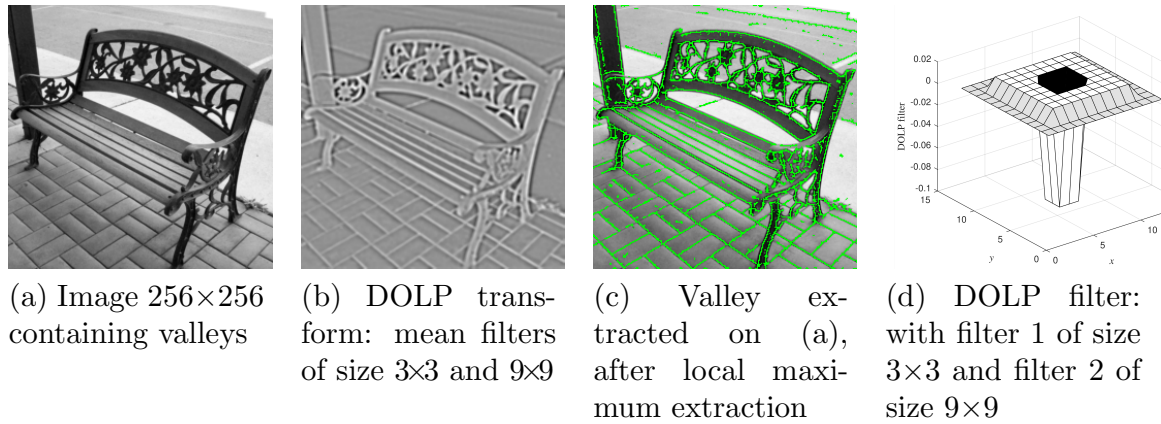 0.02
0
-0.02
-0.04
-0.06
-0.08
-0.1
DOLP filter
15
10
5
0
y
0
5
10
x
(a) Image 256×256
containing valleys
(b) DOLP trans-
form: mean filters
of size 3×3 and 9×9
(c) Valley ex-
tracted on (a),
after local maxi-
mum extraction
(d) DOLP filter:
with filter 1 of size
3×3 and filter 2 of
size 9×9